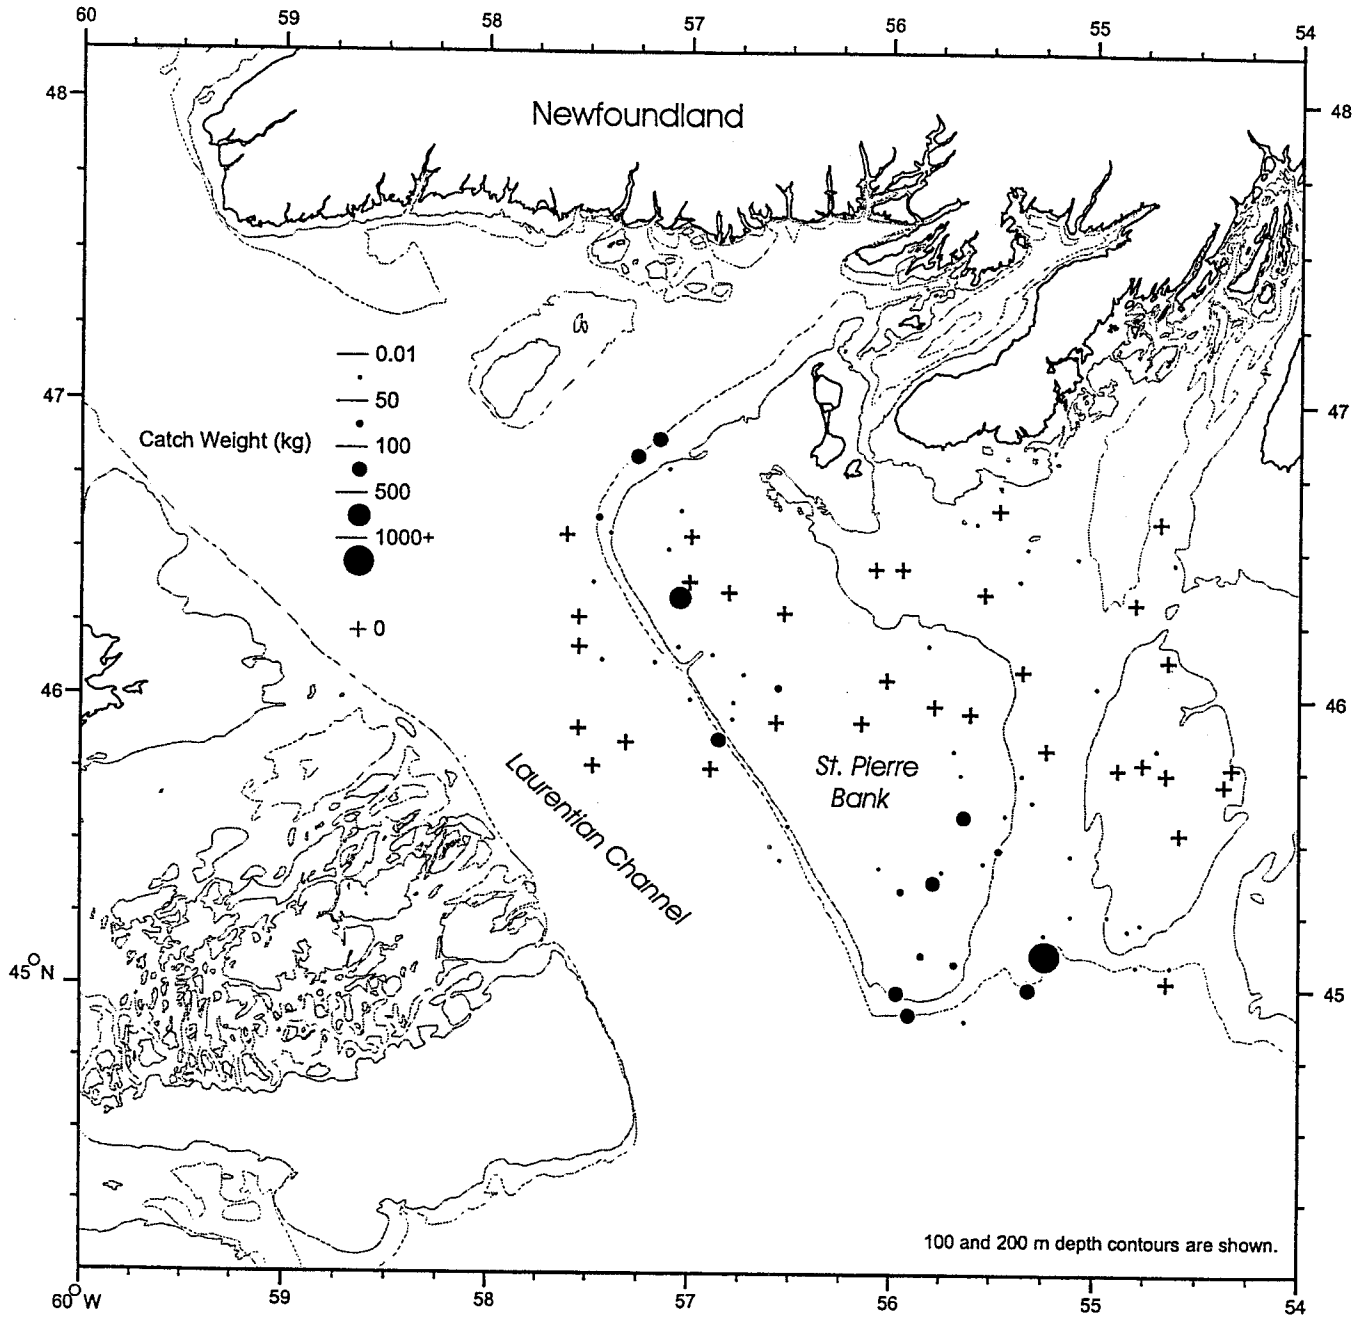 60 59 58 57 56 55 54
48 48
Newfoundland
0.01
50
47 47
Catch Weight (kg)
100
500
1000+
+ 0
46 46
St. Pierre
Bank
Laurentian Channel
45° N 45
100 and 200 m depth contours are shown.
60° W 59 58 57 56 55 54